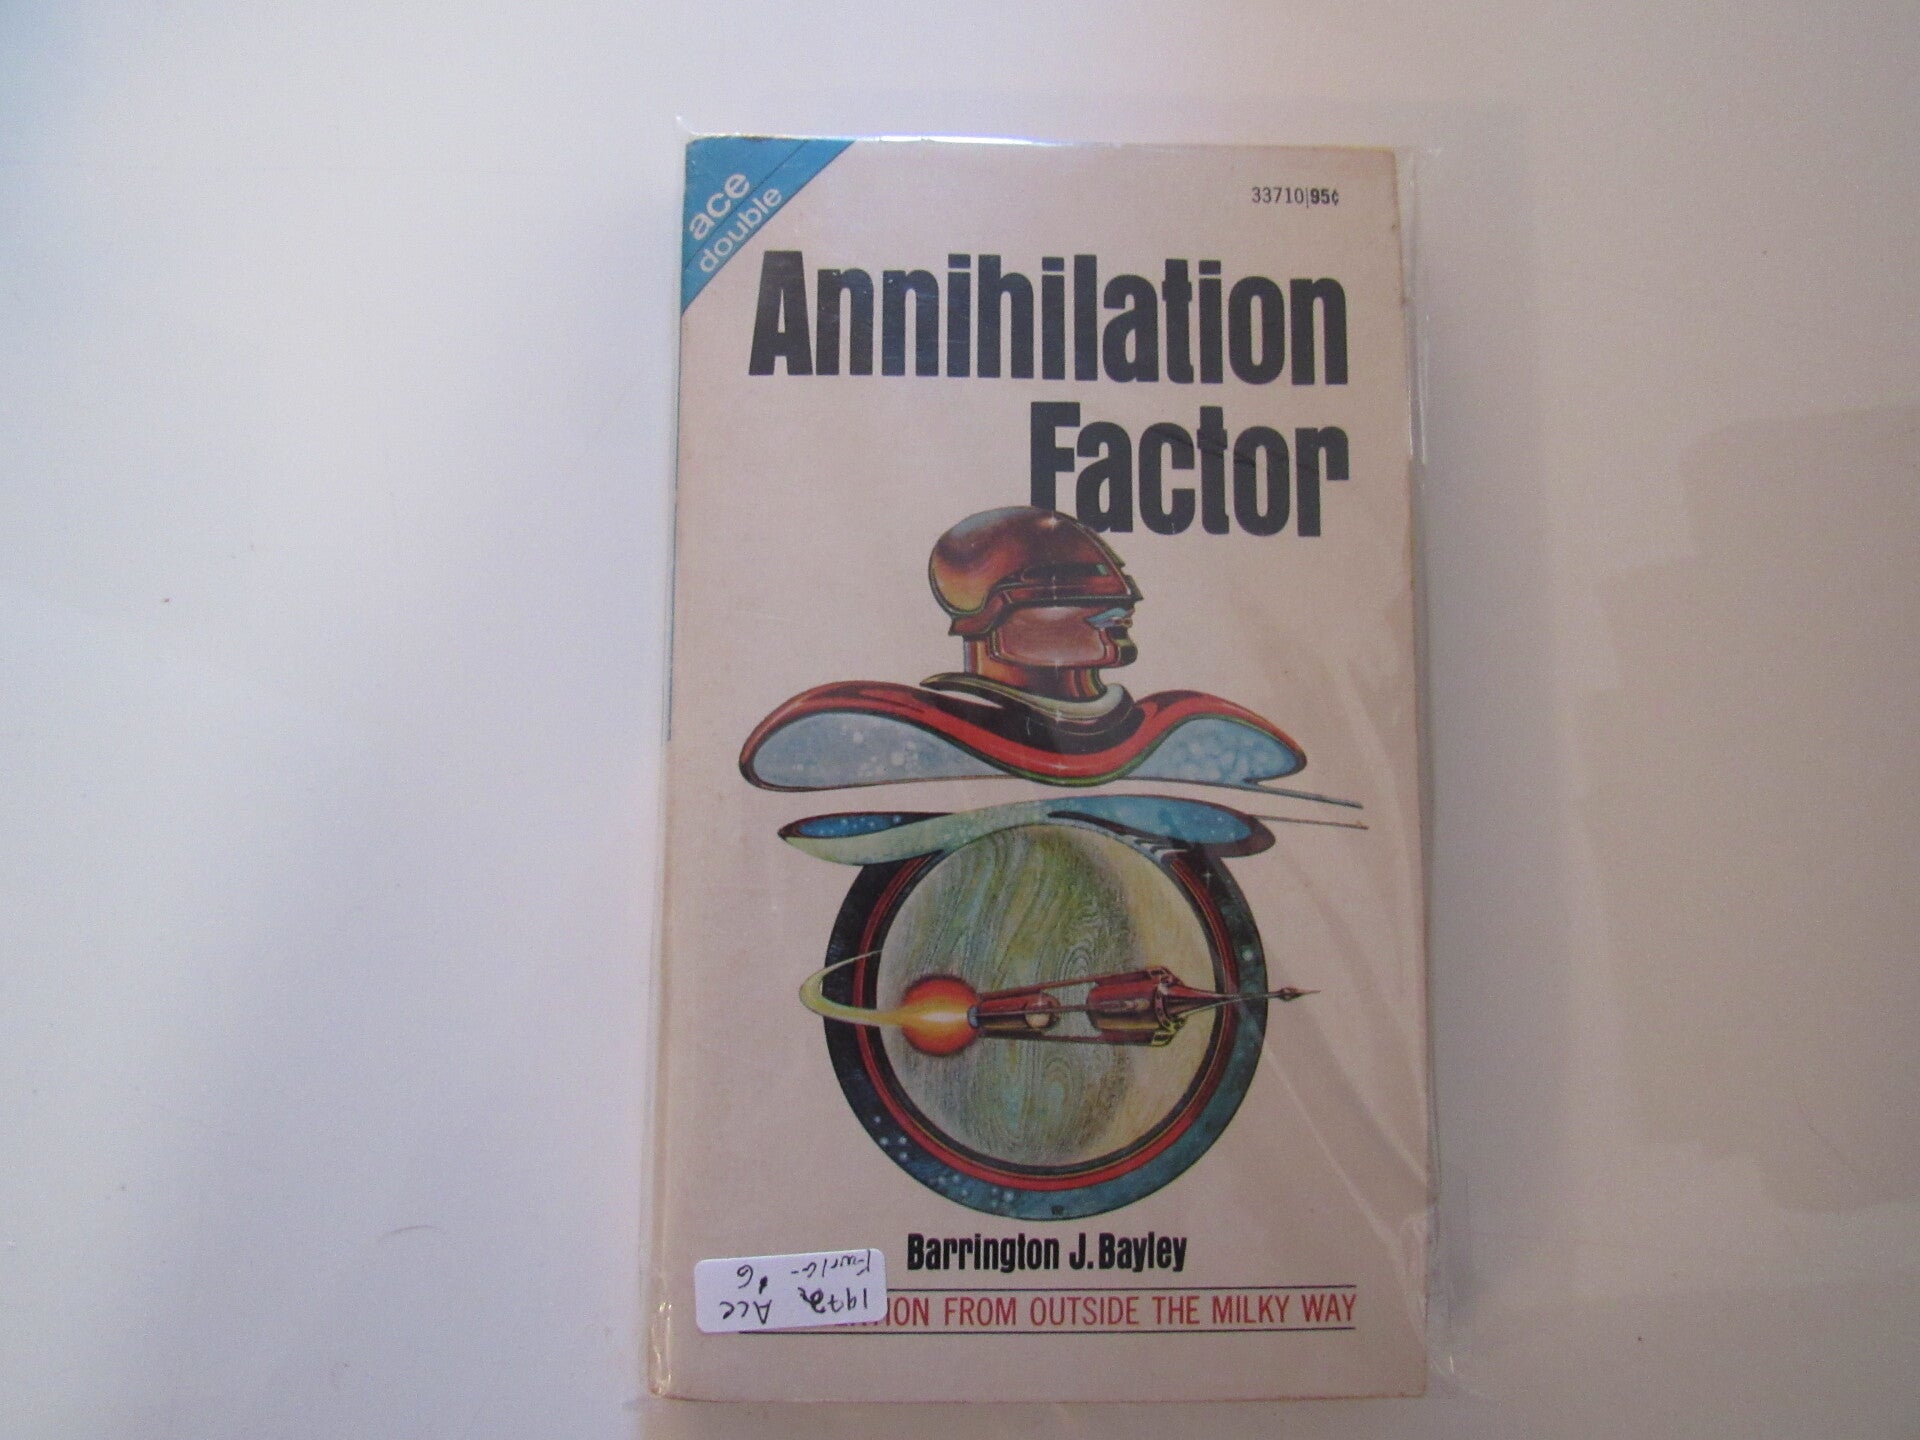 ace
double
33710|95¢
Annihilation
Factor
Barrington J. Bayley
FROM OUTSIDE THE MILKY WAY
1972
Ace $6